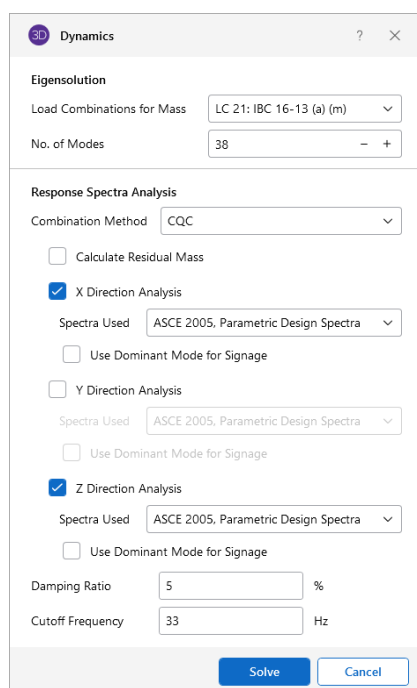 3D Dynamics ?
Eigensolution
Load Combinations for Mass LC 21: IBC 16-13 (a) (m)
No. of Modes 38 − +
Response Spectra Analysis
Combination Method CQC
Calculate Residual Mass
X Direction Analysis
Spectra Used ASCE 2005, Parametric Design Spectra
Use Dominant Mode for Signage
Y Direction Analysis
Spectra Used ASCE 2005, Parametric Design Spectra
Use Dominant Mode for Signage
Z Direction Analysis
Spectra Used ASCE 2005, Parametric Design Spectra
Use Dominant Mode for Signage
Damping Ratio 5 %
Cutoff Frequency 33 Hz
Solve Cancel